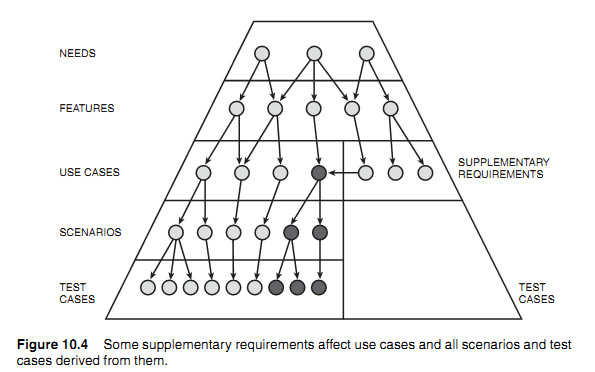 NEEDS
FEATURES
USE CASES
SUPPLEMENTARY
REQUIREMENTS
SCENARIOS
TEST
CASES
TEST
CASES
Figure 10.4 Some supplementary requirements affect use cases and all scenarios and test
cases derived from them.